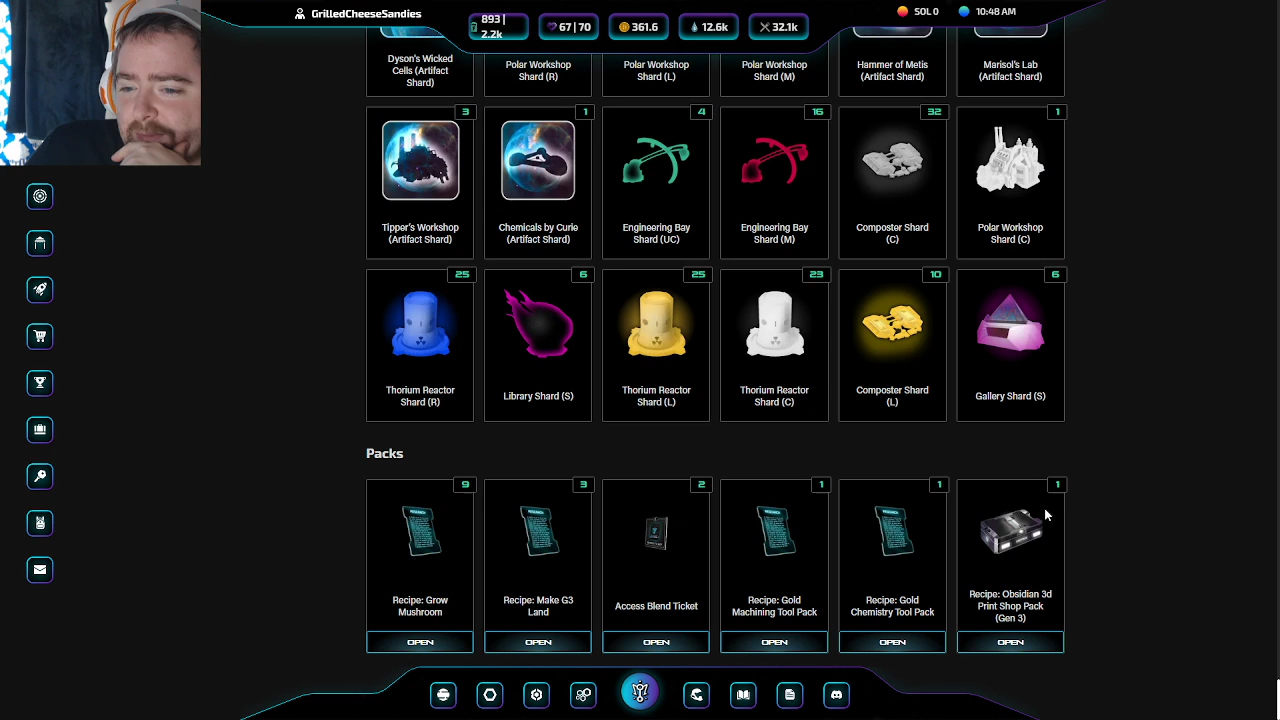 GrilledCheeseSandies
893 |
2.2k
67 | 70
361.6
12.6k
32.1k
SOL 0
10:48 AM
Dyson's Wicked
Cells (Artifact
Shard)
Polar Workshop
Shard (R)
Polar Workshop
Shard (L)
Polar Workshop
Shard (M)
Hammer of Metis
(Artifact Shard)
Marisol's Lab
(Artifact Shard)
3
Tipper's Workshop
(Artifact Shard)
1
Chemicals by Curie
(Artifact Shard)
4
Engineering Bay
Shard (UC)
16
Engineering Bay
Shard (M)
32
Composter Shard
(C)
1
Polar Workshop
Shard (C)
25
Thorium Reactor
Shard (R)
6
Library Shard (S)
25
Thorium Reactor
Shard (L)
23
Thorium Reactor
Shard (C)
10
Composter Shard
(L)
6
Gallery Shard (S)
Packs
9
RESEARCH
Recipe: Grow
Mushroom
OPEN
3
RESEARCH
Recipe: Make G3
Land
OPEN
2
Access Blend Ticket
OPEN
1
RESEARCH
Recipe: Gold
Machining Tool Pack
OPEN
1
RESEARCH
Recipe: Gold
Chemistry Tool Pack
OPEN
1
Recipe: Obsidian 3d
Print Shop Pack
(Gen 3)
OPEN